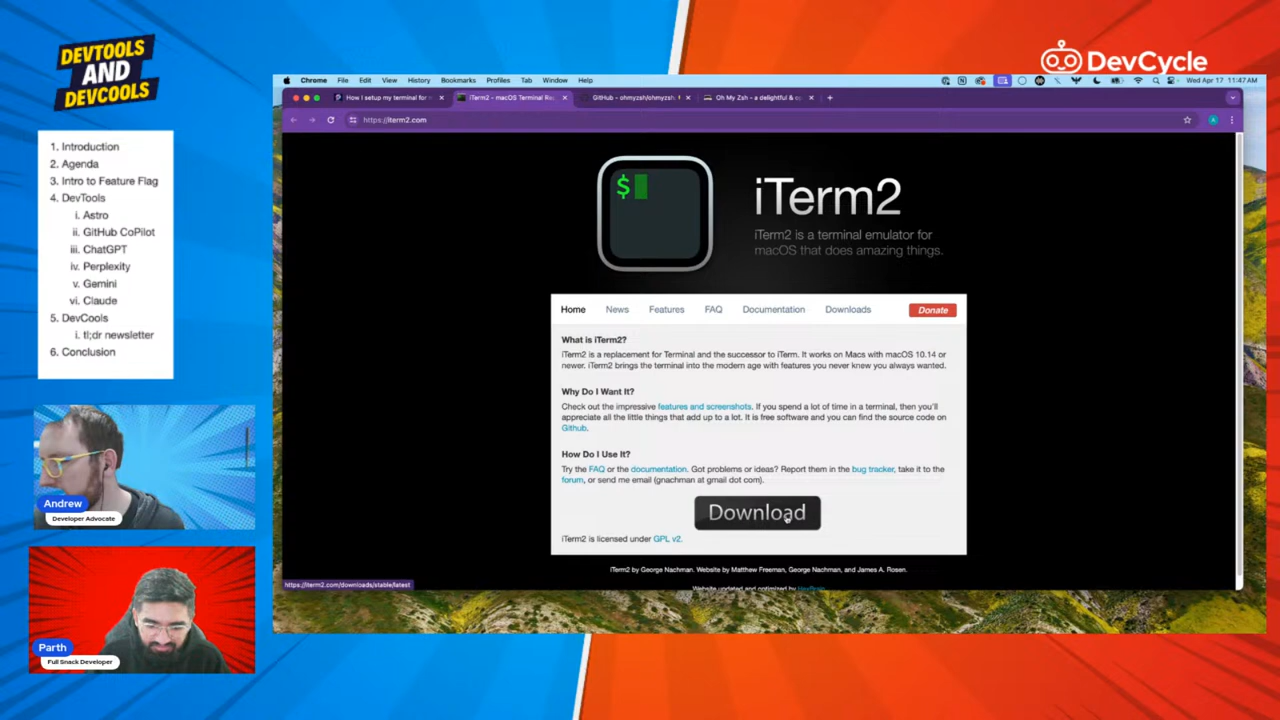 DEVTOOLS
AND
DEVCOOLS
DevCycle
1. Introduction
2. Agenda
3. Intro to Feature Flag
4. DevTools
i. Astro
ii. GitHub CoPilot
iii. ChatGPT
iv. Perplexity
v. Gemini
vi. Claude
5. DevCools
i. tl;dr newsletter
6. Conclusion
Andrew
Developer Advocate
Parth
Full Snack Developer
Chrome File Edit View History Bookmarks Profiles Tab Window Help
Wed Apr 17 11:47 AM
How I setup my terminal for
iTerm2 - macOS Terminal
GitHub - ohmyzsh/ohmyzsh:
Oh My Zsh - a delightful &
https://iterm2.com
$
iTerm2
iTerm2 is a terminal emulator for
macOS that does amazing things.
Home News Features FAQ Documentation Downloads Donate
What is iTerm2?
iTerm2 is a replacement for Terminal and the successor to iTerm. It works on Macs with macOS 10.14 or
newer. iTerm2 brings the terminal into the modern age with features you never knew you always wanted.
Why Do I Want It?
Check out the impressive features and screenshots. If you spend a lot of time in a terminal, then you'll
appreciate all the little things that add up to a lot. It is free software and you can find the source code on
Github.
How Do I Use It?
Try the FAQ or the documentation. Got problems or ideas? Report them in the bug tracker, take it to the
forum, or send me email (gnachman at gmail dot com).
Download
iTerm2 is licensed under GPL v2.
iTerm2 by George Nachman. Website by Matthew Freeman, George Nachman, and James A. Rosen.
Website updated and optimized by
https://iterm2.com/downloads/stable/latest